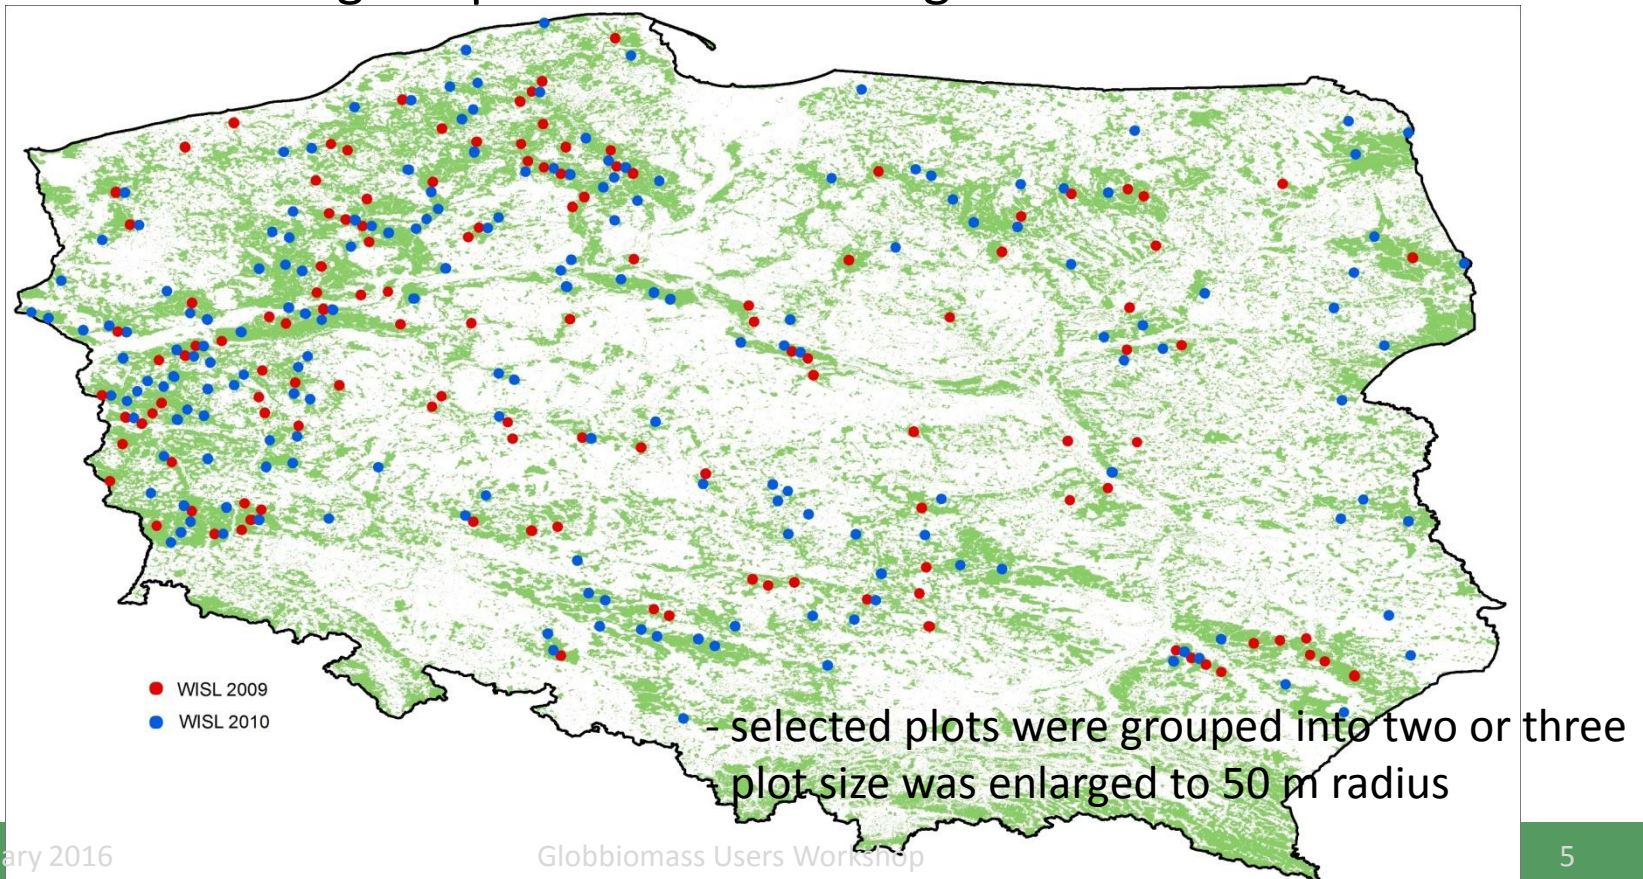 WISL 2009
WISL 2010
- selected plots were grouped into two or three
- plot size was enlarged to 50 m radius
ary 2016
Globbiomass Users Workshop
5